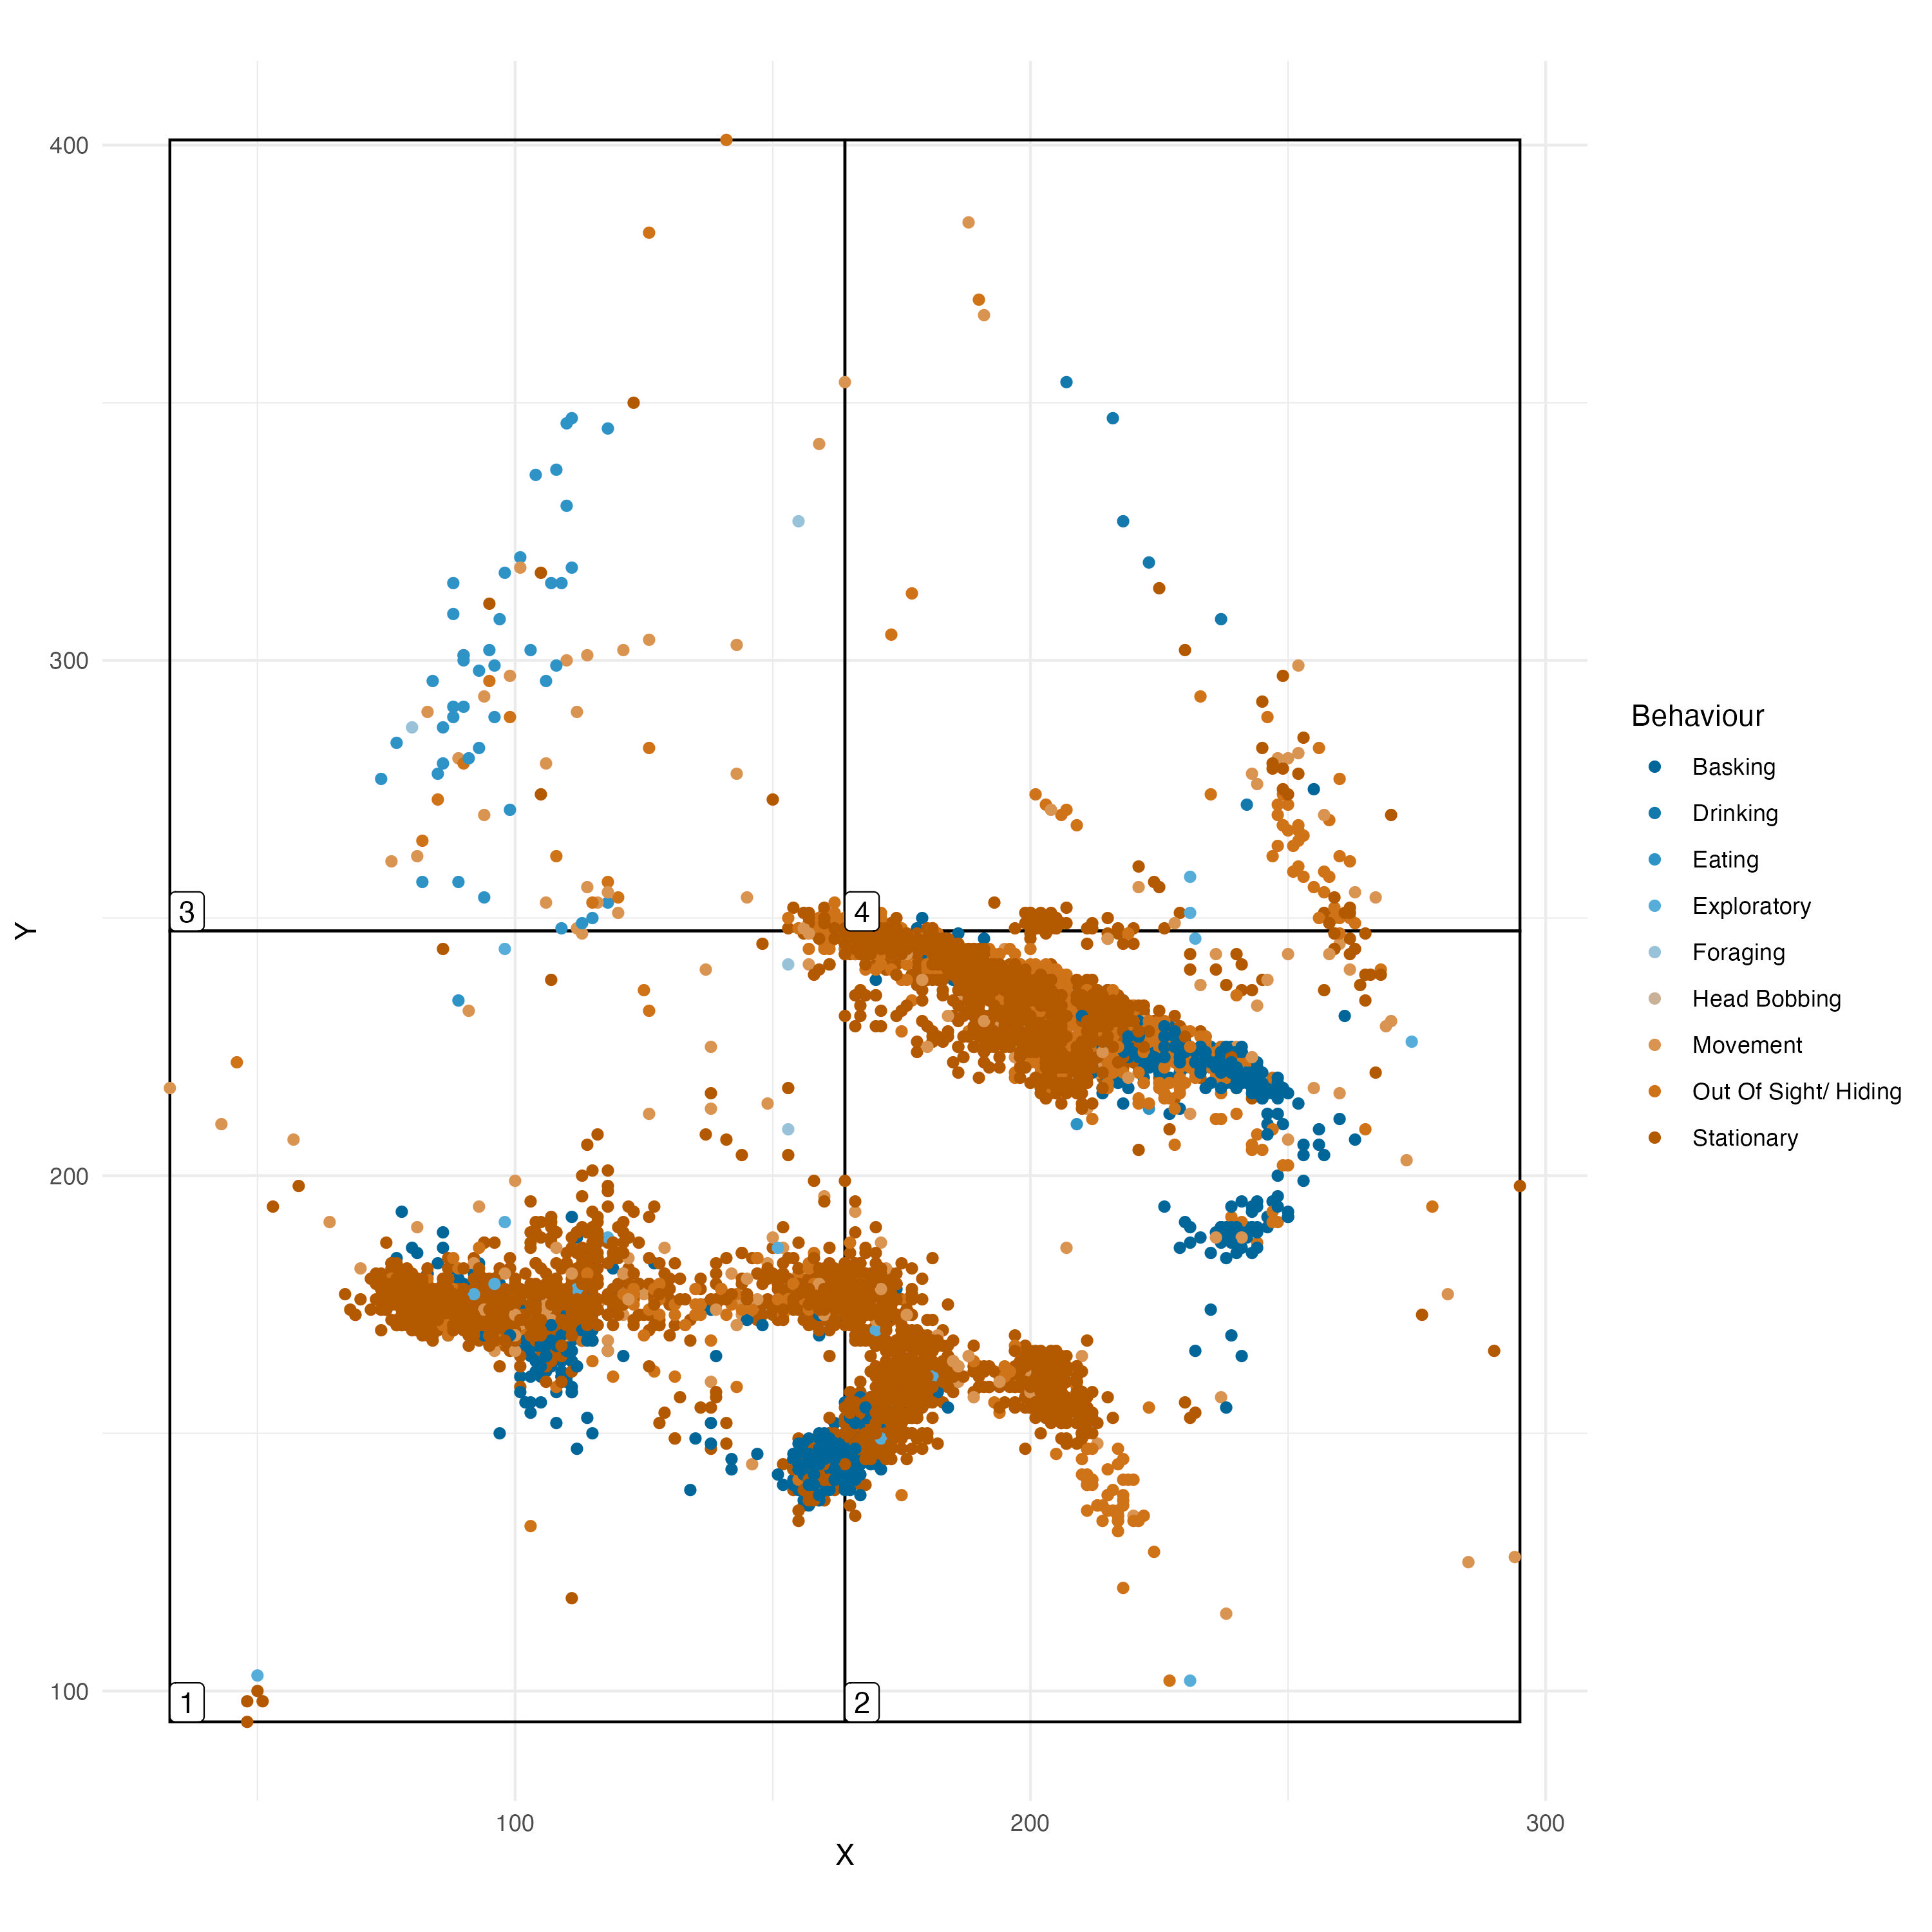 400
300
3
4
Y
200
100
1
2
100
200
300
X
Behaviour
Basking
Drinking
Eating
Exploratory
Foraging
Head Bobbing
Movement
Out Of Sight/ Hiding
Stationary